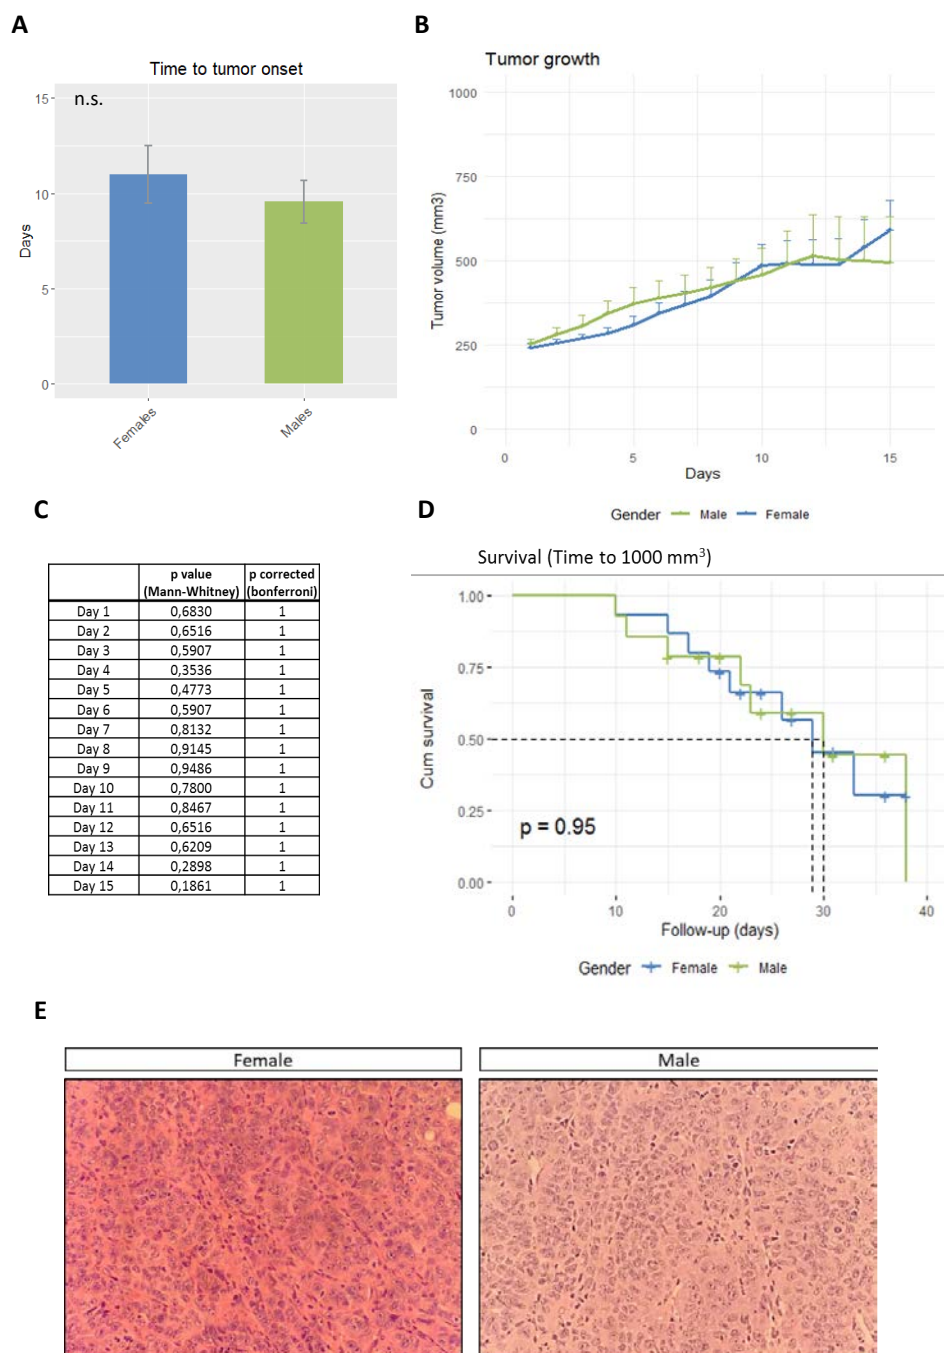 A
Time to tumor onset
n.s.
15
10
5
0
Days
Females
Males
B
Tumor growth
1000
750
500
250
0
Tumor volume (mm3)
0 5 10 15
Days
Gender Male Female
C
p value p corrected
(Mann-Whitney) (bonferroni)
Day 1 0,6830 1
Day 2 0,6516 1
Day 3 0,5907 1
Day 4 0,3536 1
Day 5 0,4773 1
Day 6 0,5907 1
Day 7 0,8132 1
Day 8 0,9145 1
Day 9 0,9486 1
Day 10 0,7800 1
Day 11 0,8467 1
Day 12 0,6516 1
Day 13 0,6209 1
Day 14 0,2898 1
Day 15 0,1861 1
D
Survival (Time to 1000 mm³)
1.00
0.75
0.50
0.25
0.00
Cum survival
p = 0.95
0 10 20 30 40
Follow-up (days)
Gender Female Male
E
Female
Male